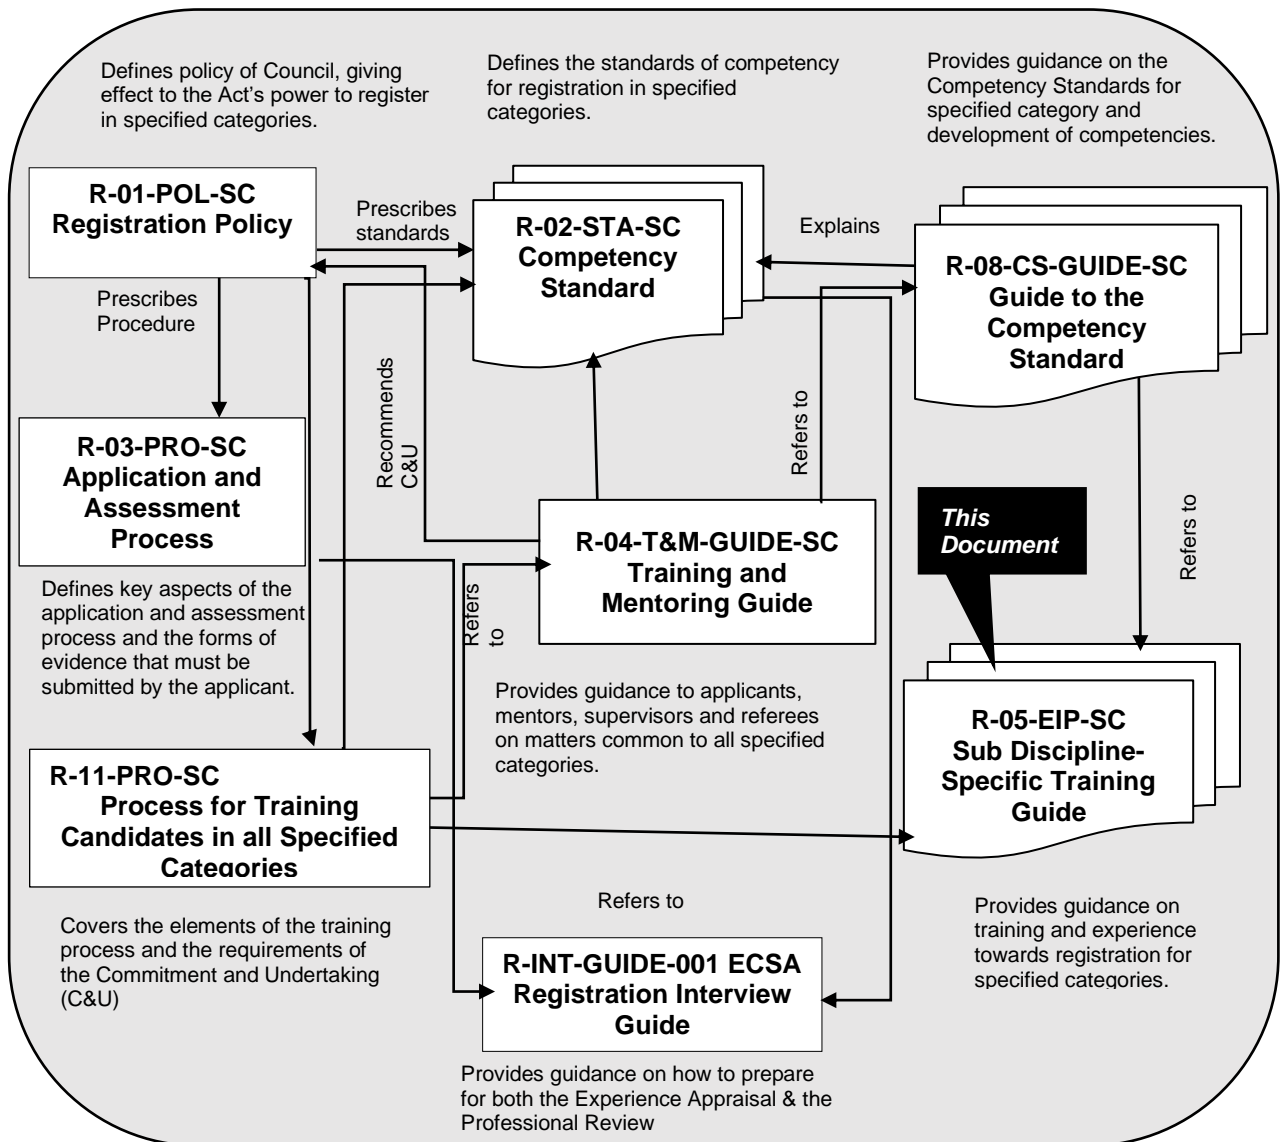 Defines policy of Council, giving
effect to the Act's power to register
in specified categories.
Defines the standards of competency
for registration in specified
categories.
Provides guidance on the
Competency Standards for
specified category and
development of competencies.
R-01-POL-SC
Registration Policy
Prescribes
standards
R-02-STA-SC
Competency
Standard
Explains
R-08-CS-GUIDE-SC
Guide to the
Competency
Standard
Prescribes
Procedure
Recommends
C&U
Refers to
R-03-PRO-SC
Application and
Assessment
Process
Defines key aspects of the
application and assessment
process and the forms of
evidence that must be
submitted by the applicant.
R-04-T&M-GUIDE-SC
Training and
Mentoring Guide
This
Document
Refers to
Refers
to
Provides guidance to applicants,
mentors, supervisors and referees
on matters common to all specified
categories.
R-05-EIP-SC
Sub Discipline-
Specific Training
Guide
R-11-PRO-SC
Process for Training
Candidates in all Specified
Categories
Covers the elements of the training
process and the requirements of
the Commitment and Undertaking
(C&U)
Refers to
Provides guidance on
training and experience
towards registration for
specified categories.
R-INT-GUIDE-001 ECSA
Registration Interview
Guide
Provides guidance on how to prepare
for both the Experience Appraisal & the
Professional Review